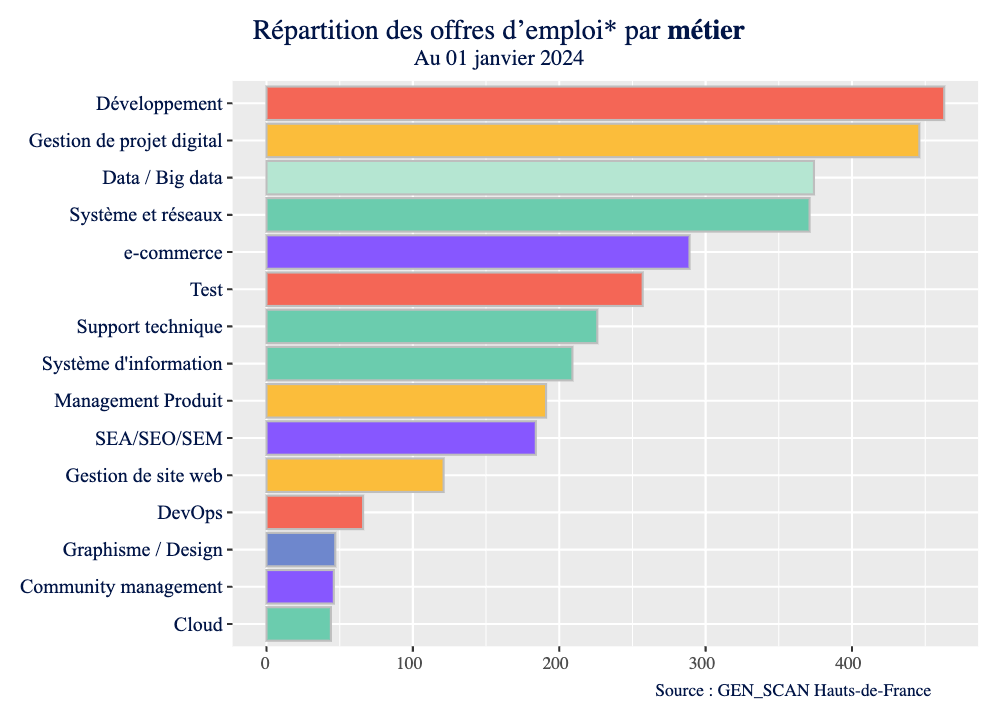 Répartition des offres d’emploi* par métier
Au 01 janvier 2024
Développement
Gestion de projet digital
Data / Big data
Système et réseaux
e-commerce
Test
Support technique
Système d'information
Management Produit
SEA/SEO/SEM
Gestion de site web
DevOps
Graphisme / Design
Community management
Cloud
0 100 200 300 400
Source : GEN_SCAN Hauts-de-France